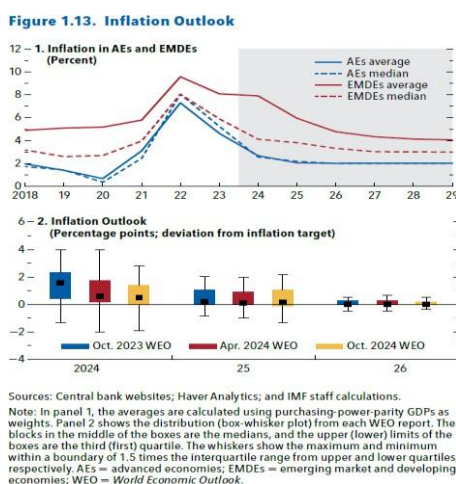 Figure 1.13. Inflation Outlook
1. Inflation in AEs and EMDEs
(Percent)
AEs average
AEs median
EMDEs average
EMDEs median
12
10
8
6
4
2
0
2018 19 20 21 22 23 24 25 26 27 28 29
2. Inflation Outlook
(Percentage points; deviation from inflation target)
6
4
2
0
−2
−4
Oct. 2023 WEO Apr. 2024 WEO Oct. 2024 WEO
2024 25 26
Sources: Central bank websites; Haver Analytics; and IMF staff calculations.
Note: In panel 1, the averages are calculated using purchasing-power-parity GDPs as
weights. Panel 2 shows the distribution (box-whisker plot) from each WEO report. The
blocks in the middle of the boxes are the medians, and the upper (lower) limits of the
boxes are the third (first) quartile. The whiskers show the maximum and minimum
within a boundary of 1.5 times the interquartile range from upper and lower quartiles,
respectively. AEs = advanced economies; EMDEs = emerging market and developing
economies; WEO = World Economic Outlook.